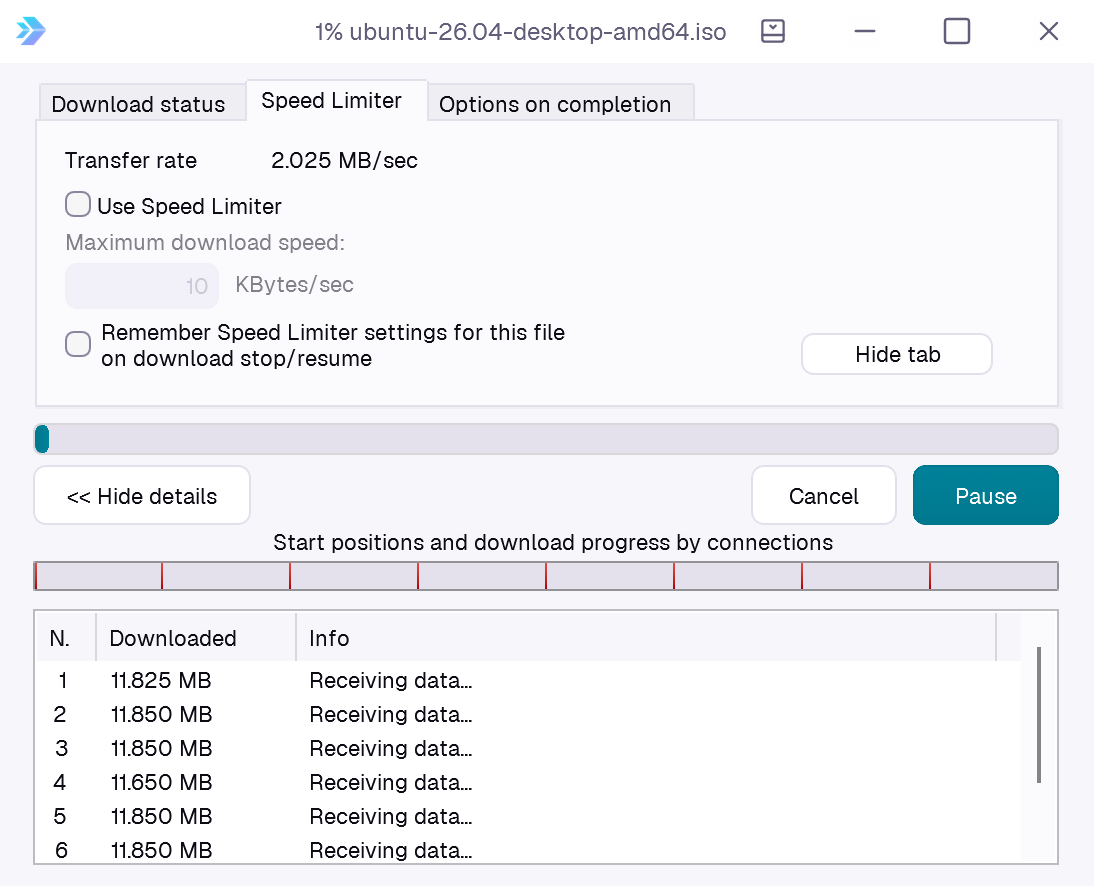 1% ubuntu-26.04-desktop-amd64.iso
Download status
Speed Limiter
Options on completion
Transfer rate 2.025 MB/sec
Use Speed Limiter
Maximum download speed:
10 KBytes/sec
Remember Speed Limiter settings for this file
on download stop/resume
Hide tab
<< Hide details
Cancel
Pause
Start positions and download progress by connections
N. Downloaded Info
1 11.825 MB Receiving data...
2 11.850 MB Receiving data...
3 11.850 MB Receiving data...
4 11.650 MB Receiving data...
5 11.850 MB Receiving data...
6 11.850 MB Receiving data...